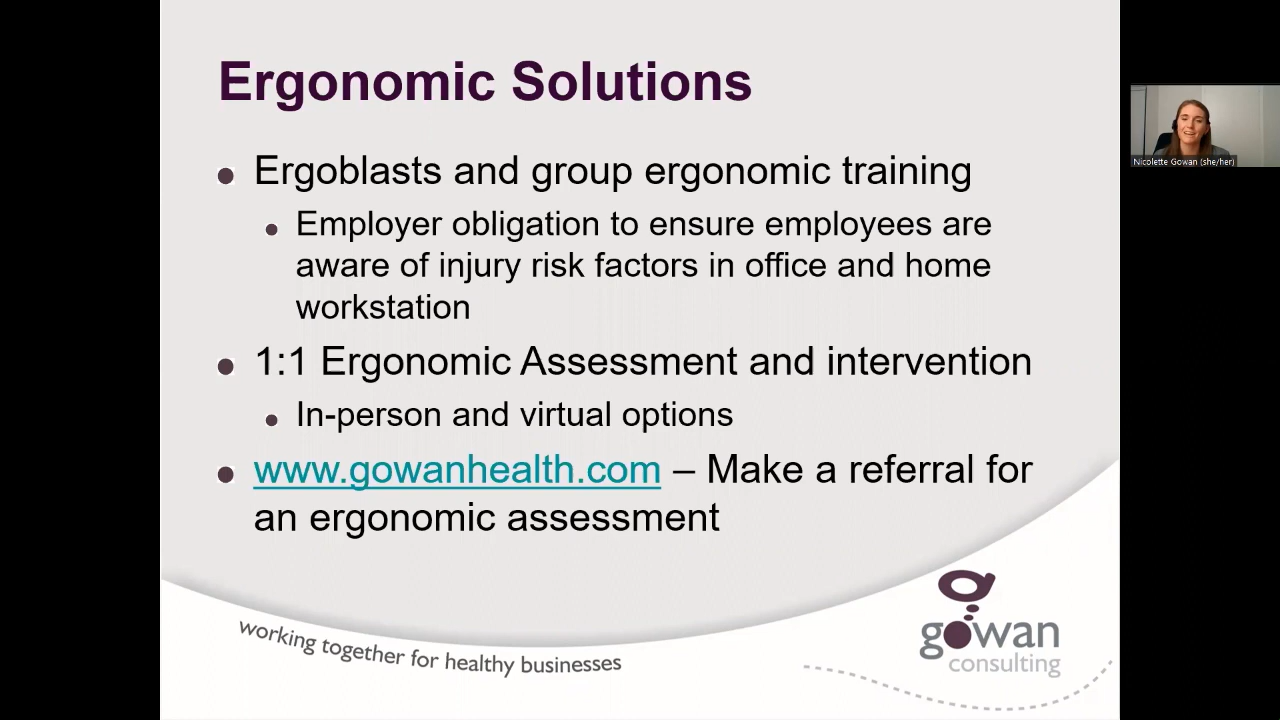 Ergonomic Solutions
Ergoblasts and group ergonomic training
Employer obligation to ensure employees are
aware of injury risk factors in office and home
workstation
1:1 Ergonomic Assessment and intervention
In-person and virtual options
www.gowanhealth.com – Make a referral for
an ergonomic assessment
working together for healthy businesses
gowan
consulting
Nicolette Gowan (she/her)